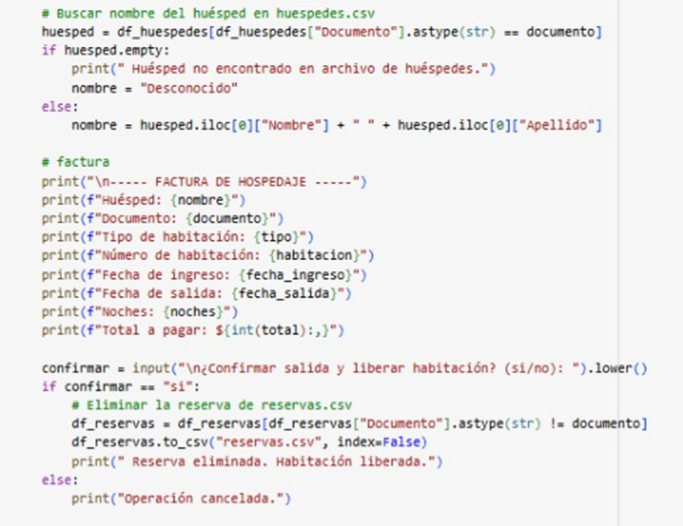 # Buscar nombre del huésped en huespedes.csv
huesped = df_huespedes[df_huespedes["Documento"].astype(str) == documento]
if huesped.empty:
    print(" Huésped no encontrado en archivo de huéspedes.")
    nombre = "Desconocido"
else:
    nombre = huesped.iloc[0]["Nombre"] + " " + huesped.iloc[0]["Apellido"]

# factura
print("\n----- FACTURA DE HOSPEDAJE -----")
print(f"Huésped: {nombre}")
print(f"Documento: {documento}")
print(f"Tipo de habitación: {tipo}")
print(f"Número de habitación: {habitacion}")
print(f"Fecha de ingreso: {fecha_ingreso}")
print(f"Fecha de salida: {fecha_salida}")
print(f"Noches: {noches}")
print(f"Total a pagar: ${int(total):,}")

confirmar = input("\n¿Confirmar salida y liberar habitación? (si/no): ").lower()
if confirmar == "si":
    # Eliminar la reserva de reservas.csv
    df_reservas = df_reservas[df_reservas["Documento"].astype(str) != documento]
    df_reservas.to_csv("reservas.csv", index=False)
    print(" Reserva eliminada. Habitación liberada.")
else:
    print("Operación cancelada.")